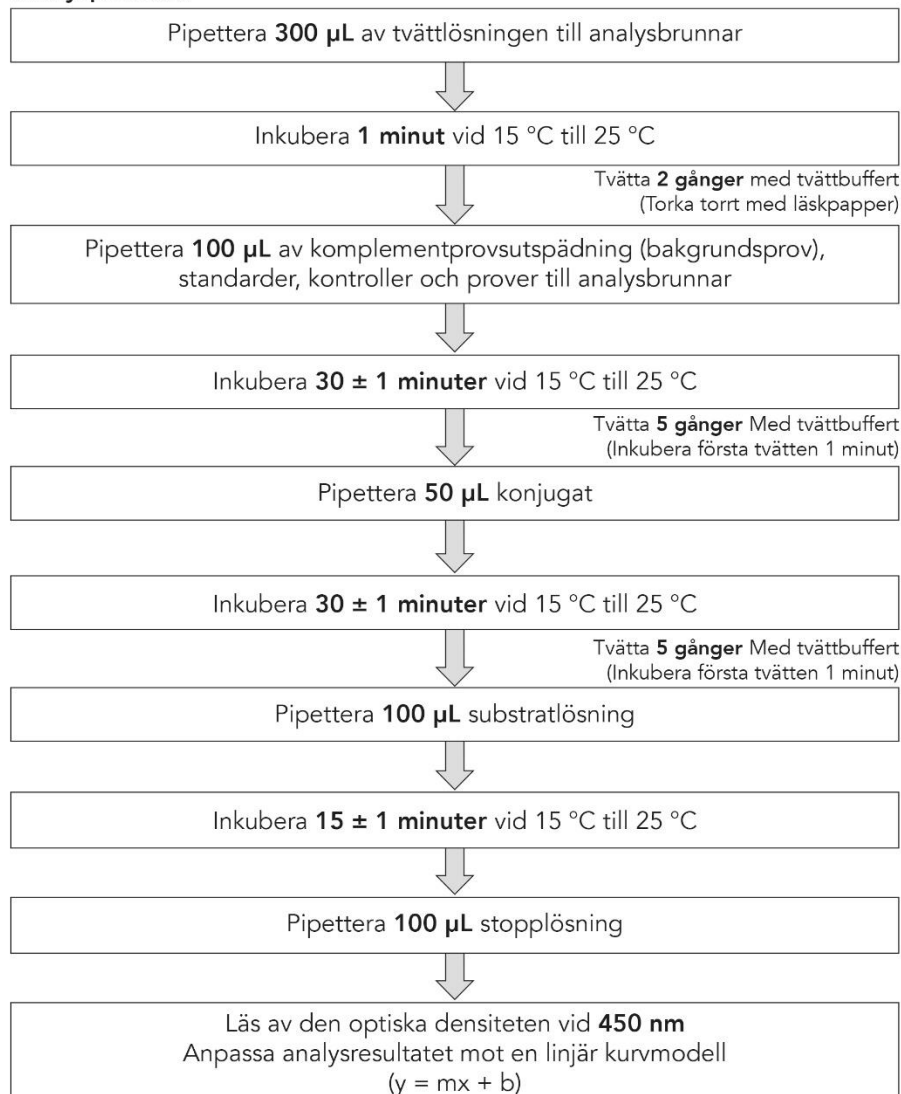 Pipettera 300 µL av tvättlösningen till analysbrunnar
Inkubera 1 minut vid 15 °C till 25 °C
Tvätta 2 gånger med tvättbuffert
(Torka torrt med läskpapper)
Pipettera 100 µL av komplementprovsutspädning (bakgrundsprov),
standarder, kontroller och prover till analysbrunnar
Inkubera 30 ± 1 minuter vid 15 °C till 25 °C
Tvätta 5 gånger Med tvättbuffert
(Inkubera första tvätten 1 minut)
Pipettera 50 µL konjugat
Inkubera 30 ± 1 minuter vid 15 °C till 25 °C
Tvätta 5 gånger Med tvättbuffert
(Inkubera första tvätten 1 minut)
Pipettera 100 µL substratlösning
Inkubera 15 ± 1 minuter vid 15 °C till 25 °C
Pipettera 100 µL stopplösning
Läs av den optiska densiteten vid 450 nm
Anpassa analysresultatet mot en linjär kurvmodell
(y = mx + b)